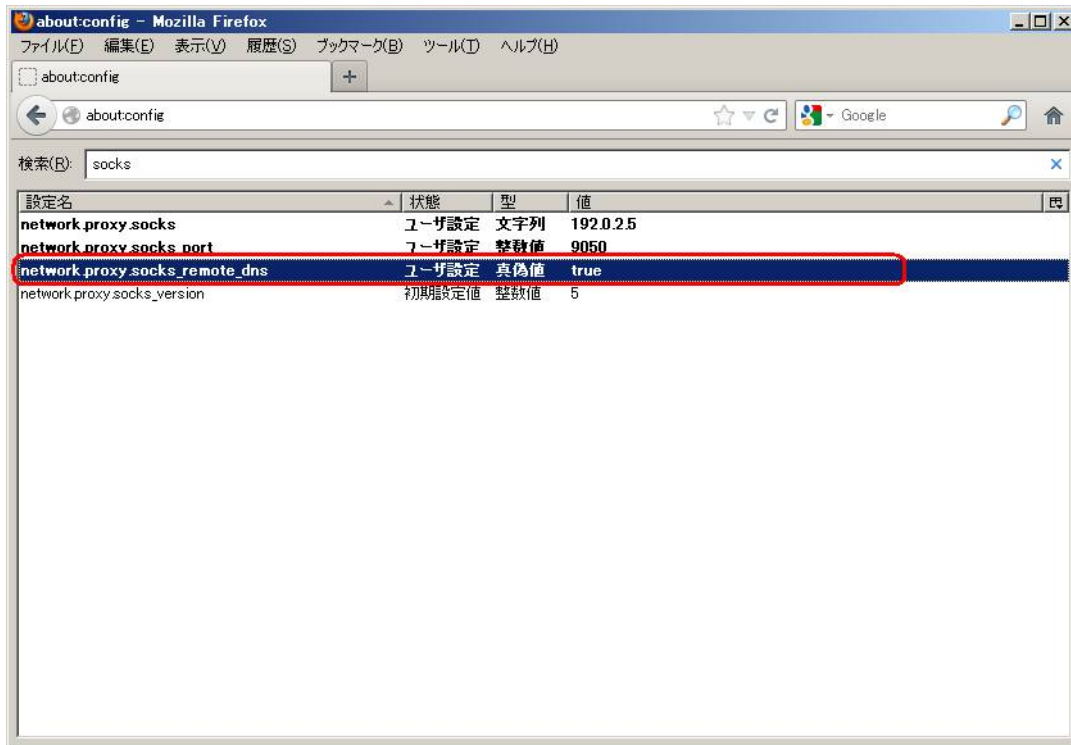 about:config - Mozilla Firefox
ファイル(F) 編集(E) 表示(V) 履歴(S) ブックマーク(B) ツール(T) ヘルプ(H)
about:config
about:config Google
検索(R): socks
設定名 状態 型 値
network.proxy.socks ユーザ設定 文字列 192.0.2.5
network.proxy.socks_port ユーザ設定 整数値 9050
network.proxy.socks_remote_dns ユーザ設定 真偽値 true
network.proxy.socks_version 初期設定値 整数値 5